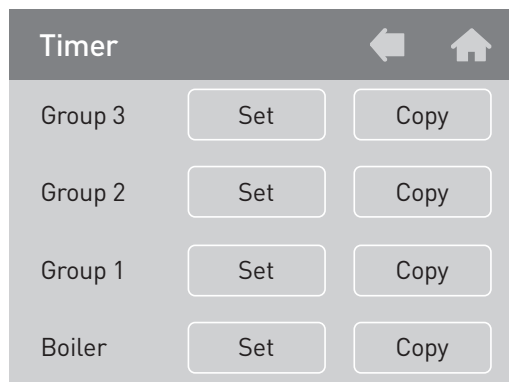 Timer
Group 3 Set Copy
Group 2 Set Copy
Group 1 Set Copy
Boiler Set Copy